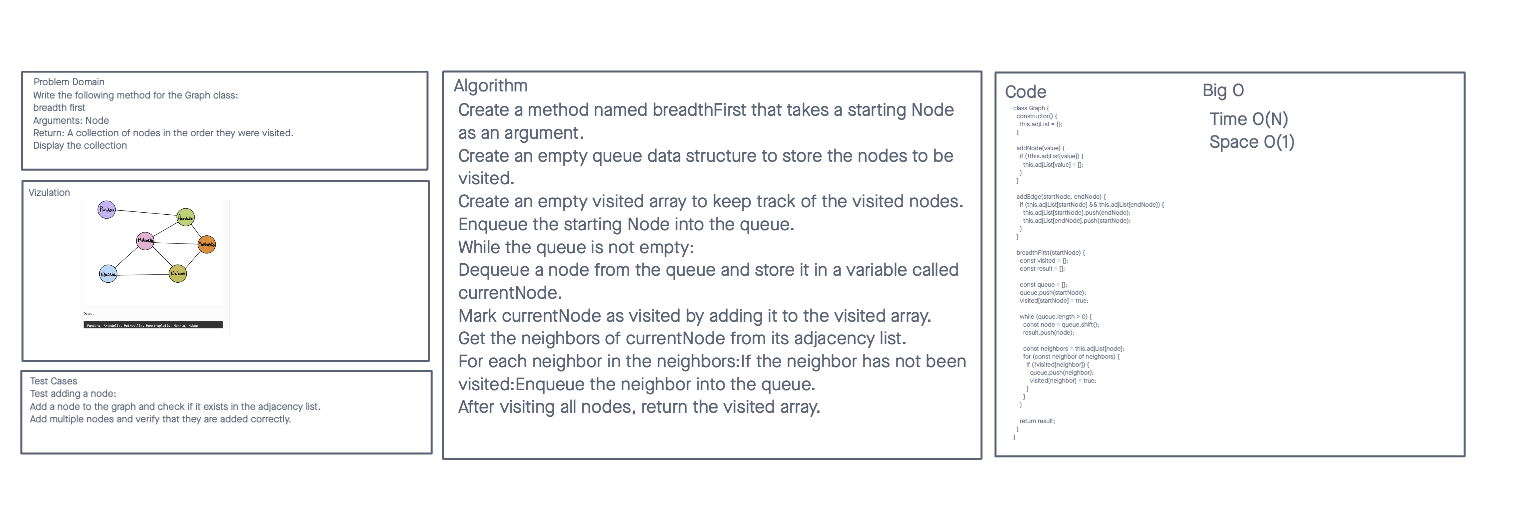 Problem Domain
Write the following method for the Graph class:
breadth first
Arguments: Node
Return: A collection of nodes in the order they were visited.
Display the collection
Vizulation
Test Cases
Test adding a node:
Add a node to the graph and check if it exists in the adjacency list.
Add multiple nodes and verify that they are added correctly.
Algorithm
Create a method named breadthFirst that takes a starting Node
as an argument.
Create an empty queue data structure to store the nodes to be
visited.
Create an empty visited array to keep track of the visited nodes.
Enqueue the starting Node into the queue.
While the queue is not empty:
Dequeue a node from the queue and store it in a variable called
currentNode.
Mark currentNode as visited by adding it to the visited array.
Get the neighbors of currentNode from its adjacency list.
For each neighbor in the neighbors:If the neighbor has not been
visited:Enqueue the neighbor into the queue.
After visiting all nodes, return the visited array.
Code
class Graph {
constructor() {
this.adjList = {};
}
addNode(value) {
if (!this.adjList[value]) {
this.adjList[value] = [];
}
}
addEdge(startNode, endNode) {
if (this.adjList[startNode] && this.adjList[endNode]) {
this.adjList[startNode].push(endNode);
this.adjList[endNode].push(startNode);
}
}
breadthFirst(startNode) {
const visited = [];
const result = [];
const queue = [];
queue.push(startNode);
visited[startNode] = true;
while (queue.length > 0) {
const node = queue.shift();
result.push(node);
const neighbors = this.adjList[node];
for (const neighbor of neighbors) {
if (!visited[neighbor]) {
queue.push(neighbor);
visited[neighbor] = true;
}
}
}
return result;
}
}
Big O
Time O(N)
Space O(1)